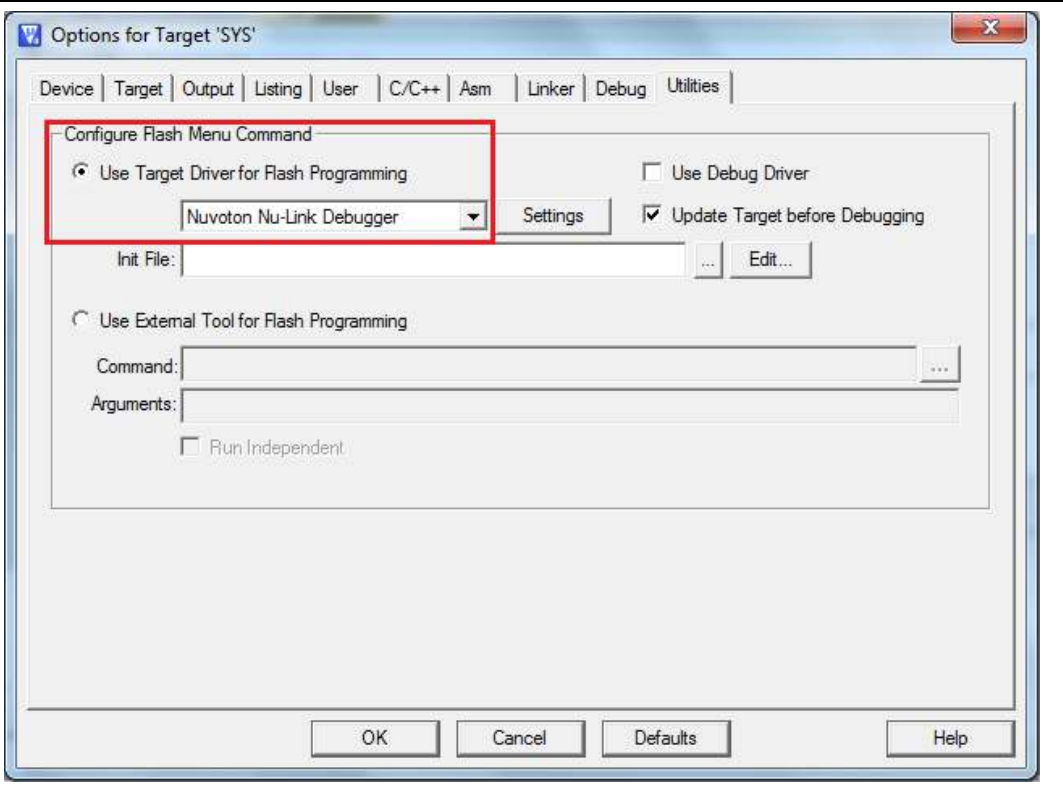 Options for Target 'SYS'
Device Target Output Listing User C/C++ Asm Linker Debug Utilities
Configure Flash Menu Command
Use Target Driver for Flash Programming Use Debug Driver
Nuvoton Nu-Link Debugger Settings Update Target before Debugging
Init File: ... Edit...
Use External Tool for Flash Programming
Command: ...
Arguments:
Run Independent
OK Cancel Defaults Help